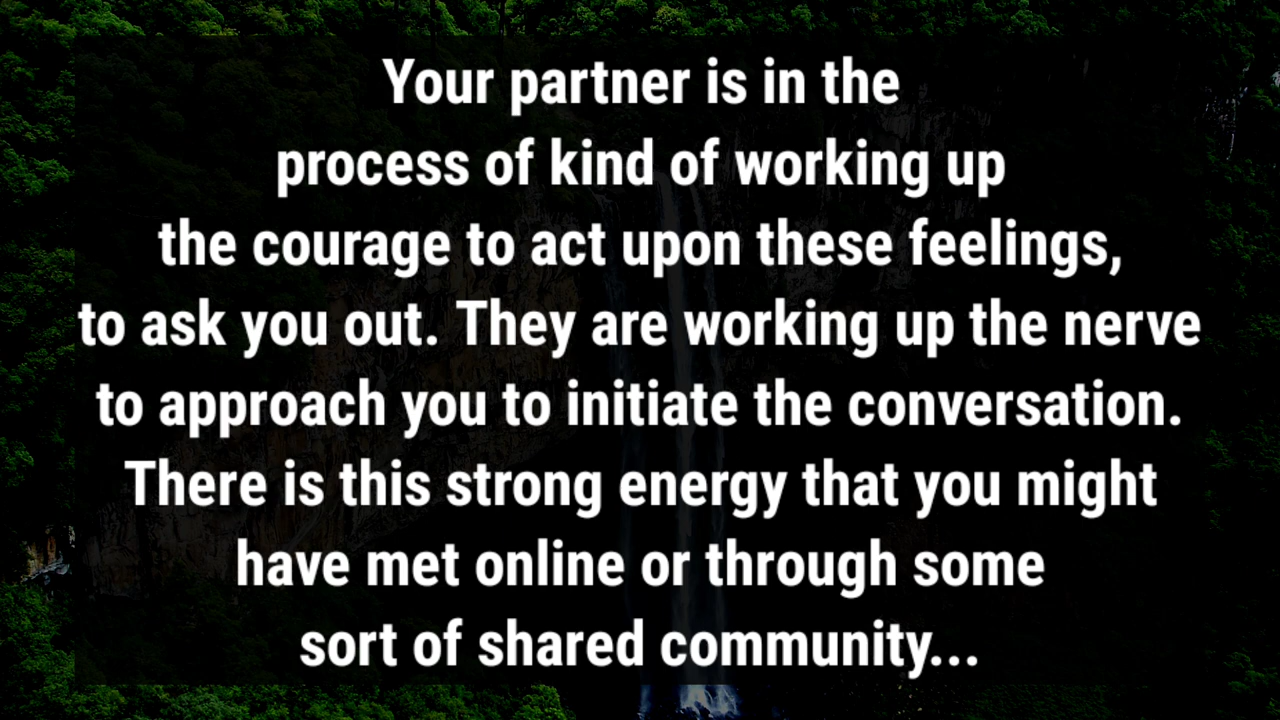 Your partner is in the
process of kind of working up
the courage to act upon these feelings,
to ask you out. They are working up the nerve
to approach you to initiate the conversation.
There is this strong energy that you might
have met online or through some
sort of shared community...